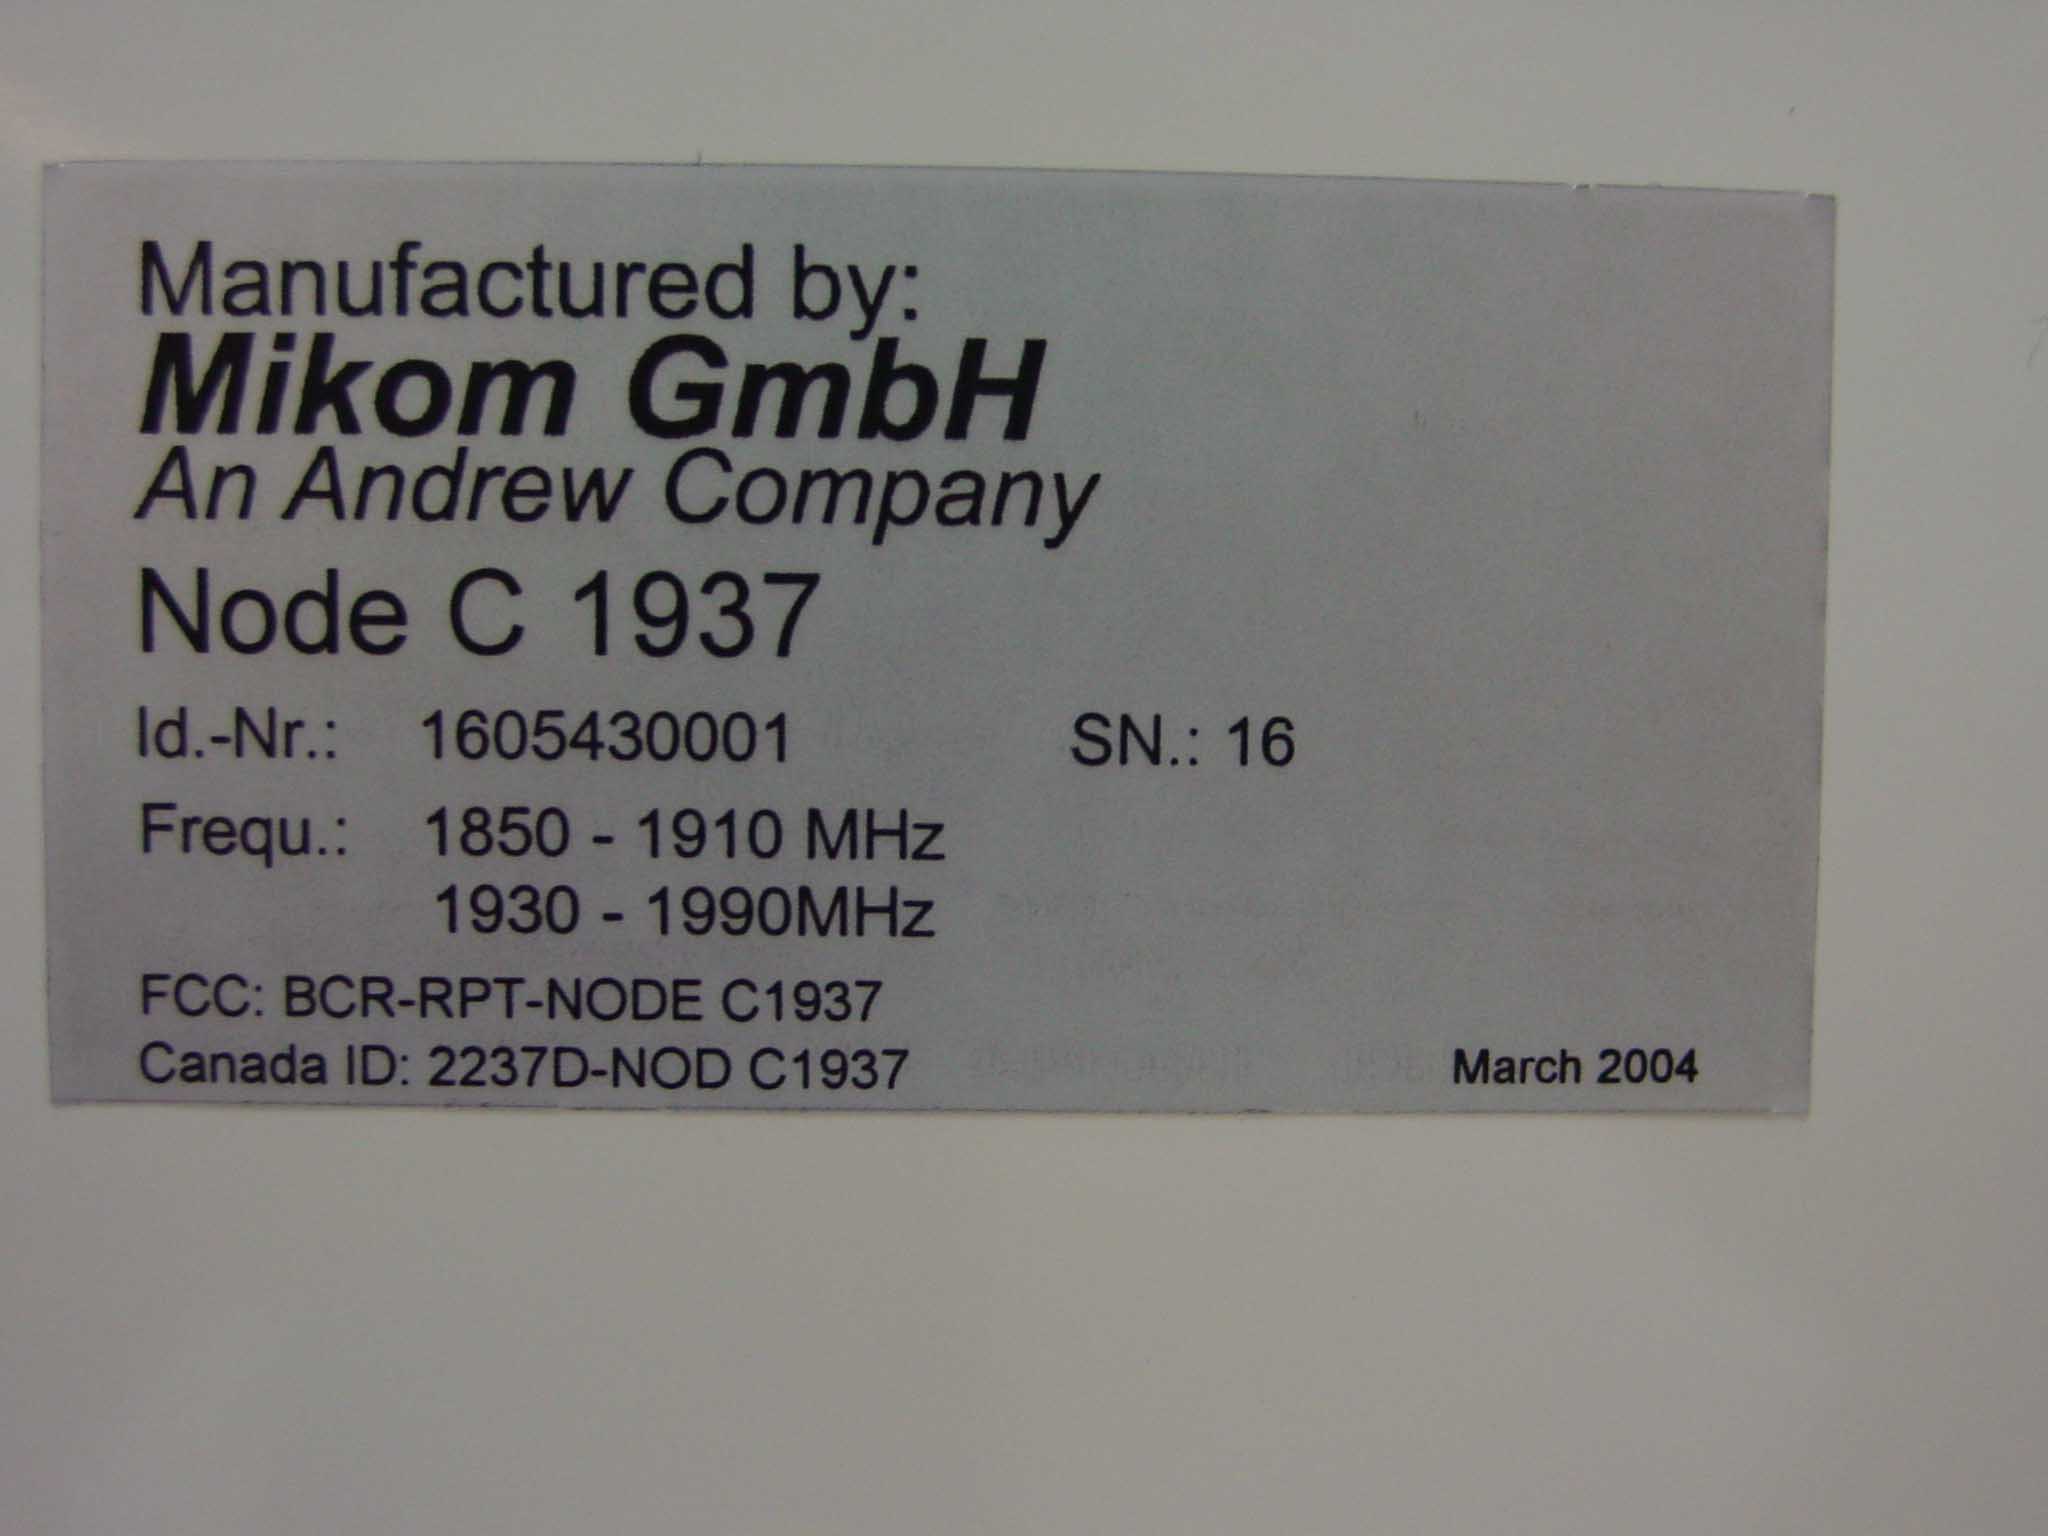 Manufactured by:
Mikom GmbH
An Andrew Company
Node C 1937
Id.-Nr.: 1605430001 SN.: 16
Frequ.: 1850 - 1910 MHz
1930 - 1990MHz
FCC: BCR-RPT-NODE C1937
Canada ID: 2237D-NOD C1937 March 2004